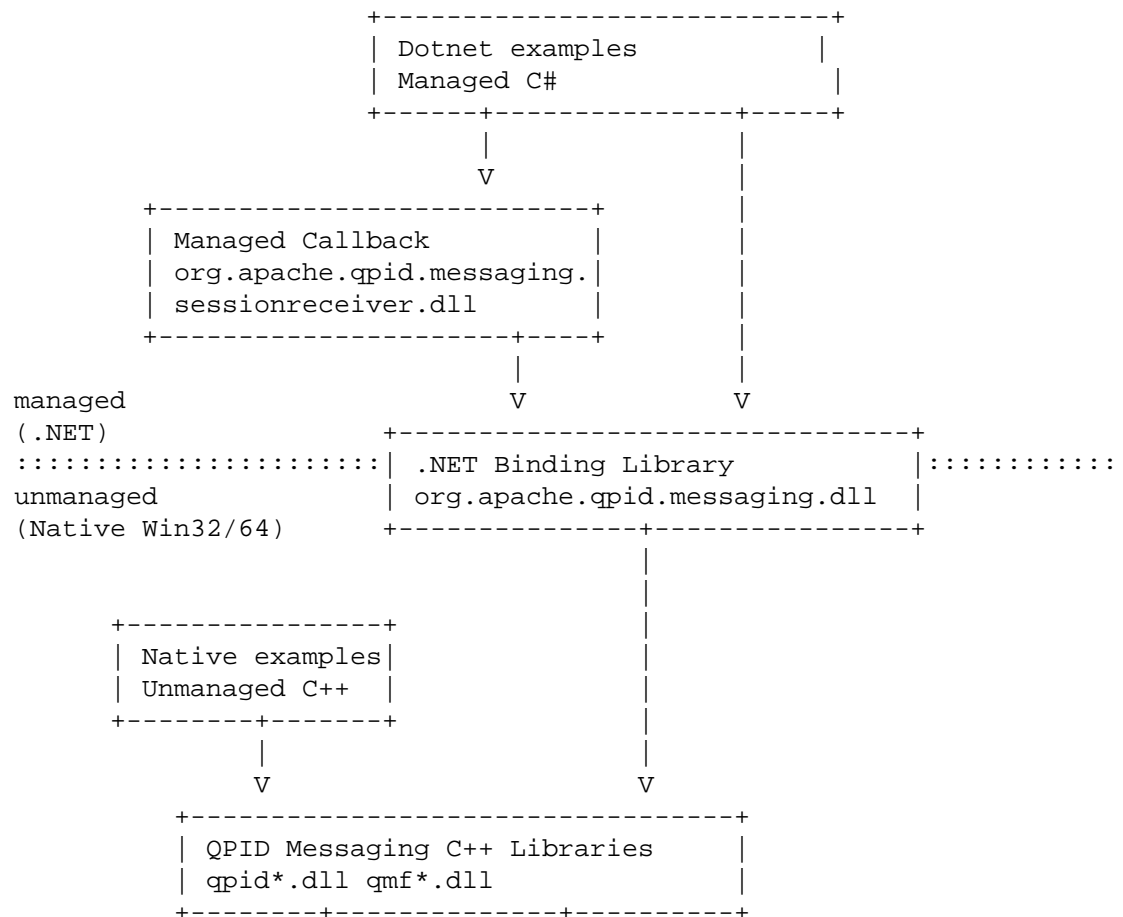 Dotnet examples
Managed C#
V
Managed Callback
org.apache.qpid.messaging.
sessionreceiver.dll
managed
V V
(.NET)
.NET Binding Library
unmanaged
org.apache.qpid.messaging.dll
(Native Win32/64)
Native examples
Unmanaged C++
V V
QPID Messaging C++ Libraries
qpid*.dll qmf*.dll